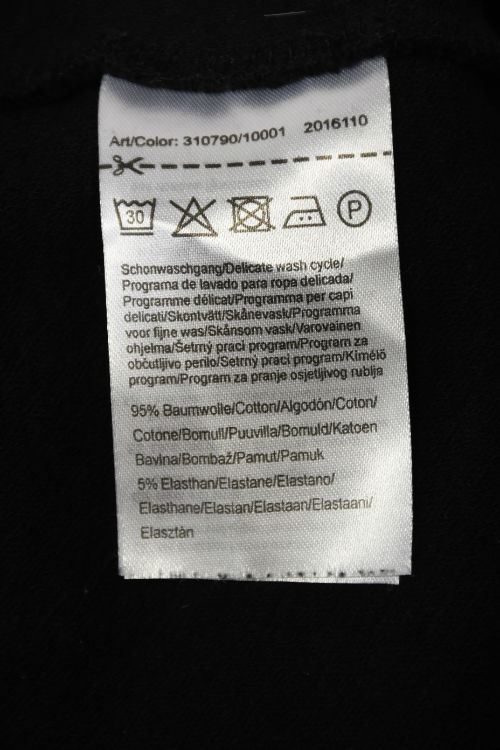 Art/Color: 310790/10001 2016110
30
P
Schonwaschgang/Delicate wash cycle/
Programa de lavado para ropa delicada/
Programme délicat/Programma per capi
delicati/Skontvätt/Skånevask/Programma
voor fijne was/Skånsom vask/Varovainen
ohjelma/Šetrný prací program/Program za
občutljivo perilo/Šetrný prací program/Kímélő
program/Program za pranje osjetljivog rublja
95% Baumwolle/Cotton/Algodón/Coton/
Cotone/Bomull/Puuvilla/Bomuld/Katoen
Bavlna/Bombaž/Pamut/Pamuk
5% Elasthan/Elastane/Elastano/
Elasthane/Elastan/Elastaan/Elastaani/
Elasztán